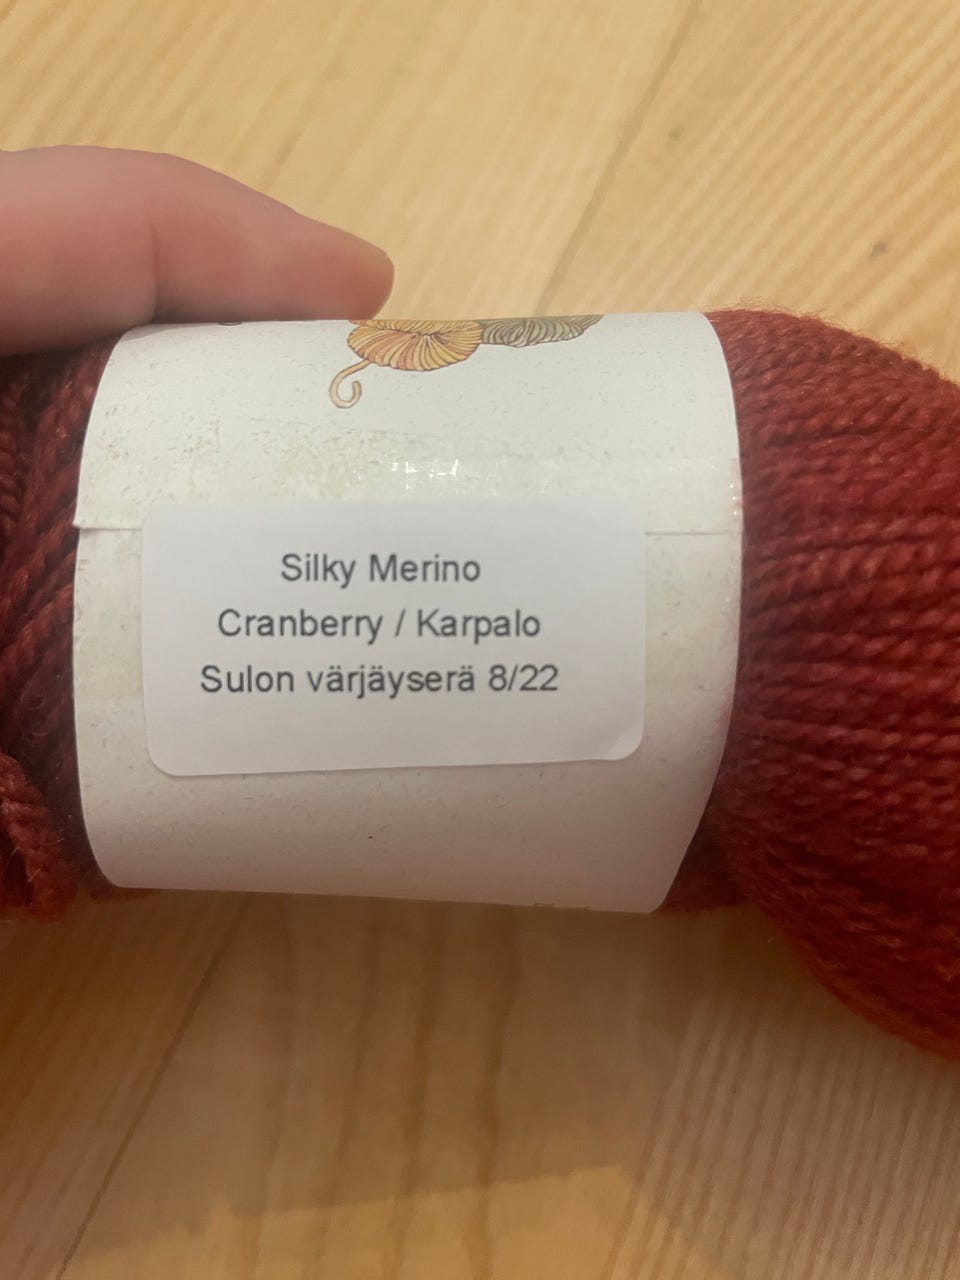 Silky Merino
Cranberry / Karpalo
Sulon värjäyserä 8/22